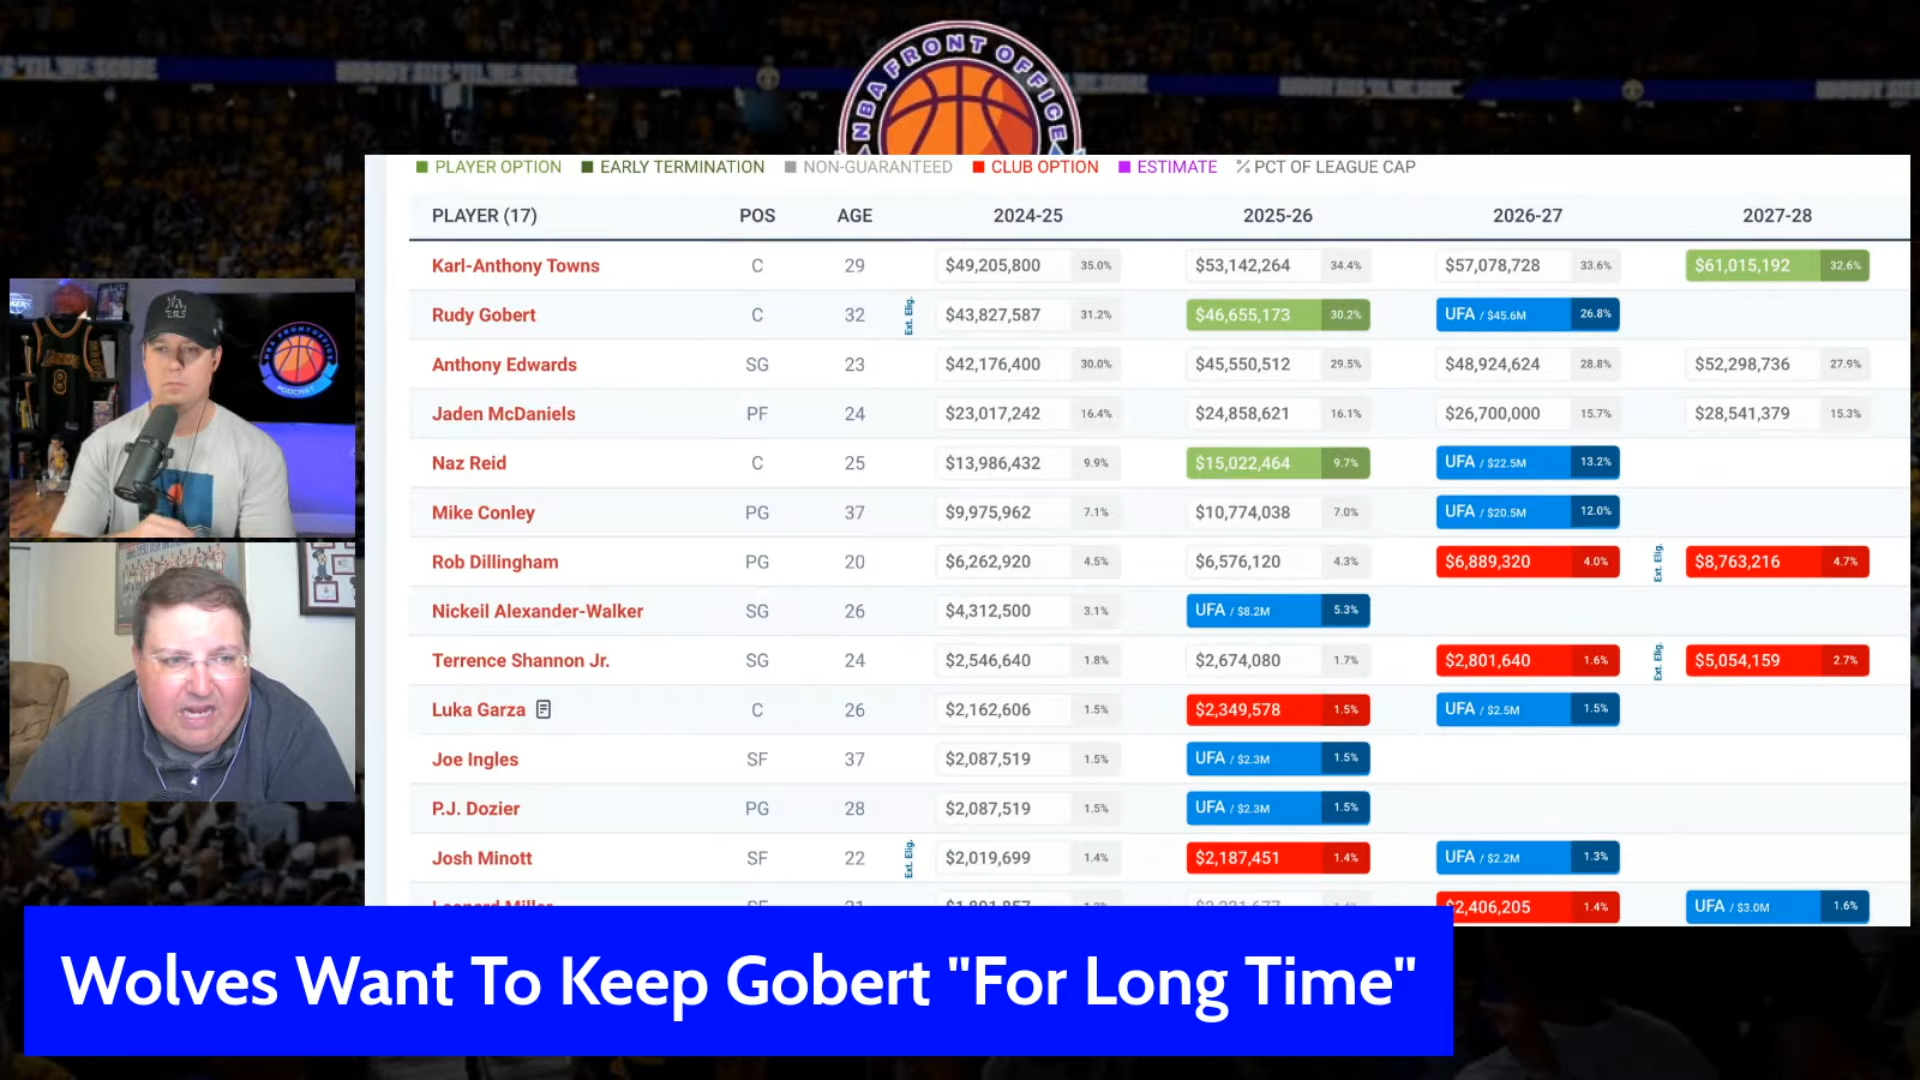 NBA FRONT OFFICE
PLAYER OPTION EARLY TERMINATION NON-GUARANTEED CLUB OPTION ESTIMATE % PCT OF LEAGUE CAP
PLAYER (17) POS AGE 2024-25 2025-26 2026-27 2027-28
Karl-Anthony Towns C 29 $49,205,800 35.0% $53,142,264 34.4% $57,078,728 33.6% $61,015,192 32.6%
Rudy Gobert C 32 Ext. Elig. $43,827,587 31.2% $46,655,173 30.2% UFA / $45.6M 26.8%
Anthony Edwards SG 23 $42,176,400 30.0% $45,550,512 29.5% $48,924,624 28.8% $52,298,736 27.9%
Jaden McDaniels PF 24 $23,017,242 16.4% $24,858,621 16.1% $26,700,000 15.7% $28,541,379 15.3%
Naz Reid C 25 $13,986,432 9.9% $15,022,464 9.7% UFA / $22.5M 13.2%
Mike Conley PG 37 $9,975,962 7.1% $10,774,038 7.0% UFA / $20.5M 12.0%
Rob Dillingham PG 20 $6,262,920 4.5% $6,576,120 4.3% $6,889,320 4.0% Ext. Elig. $8,763,216 4.7%
Nickeil Alexander-Walker SG 26 $4,312,500 3.1% UFA / $8.2M 5.3%
Terrence Shannon Jr. SG 24 $2,546,640 1.8% $2,674,080 1.7% $2,801,640 1.6% Ext. Elig. $5,054,159 2.7%
Luka Garza C 26 $2,162,606 1.5% $2,349,578 1.5% UFA / $2.5M 1.5%
Joe Ingles SF 37 $2,087,519 1.5% UFA / $2.3M 1.5%
P.J. Dozier PG 28 $2,087,519 1.5% UFA / $2.3M 1.5%
Josh Minott SF 22 Ext. Elig. $2,019,699 1.4% $2,187,451 1.4% UFA / $2.2M 1.3%
$2,406,205 1.4% UFA / $3.0M 1.6%
Wolves Want To Keep Gobert "For Long Time"